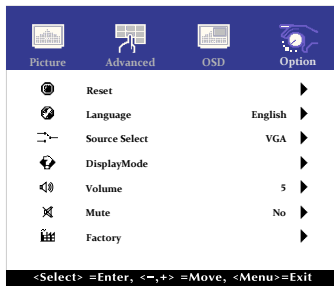 Picture Advanced OSD Option
Reset
Language English
Source Select VGA
DisplayMode
Volume 5
Mute No
Factory
<Select> =Enter, <−,+> =Move, <Menu>=Exit